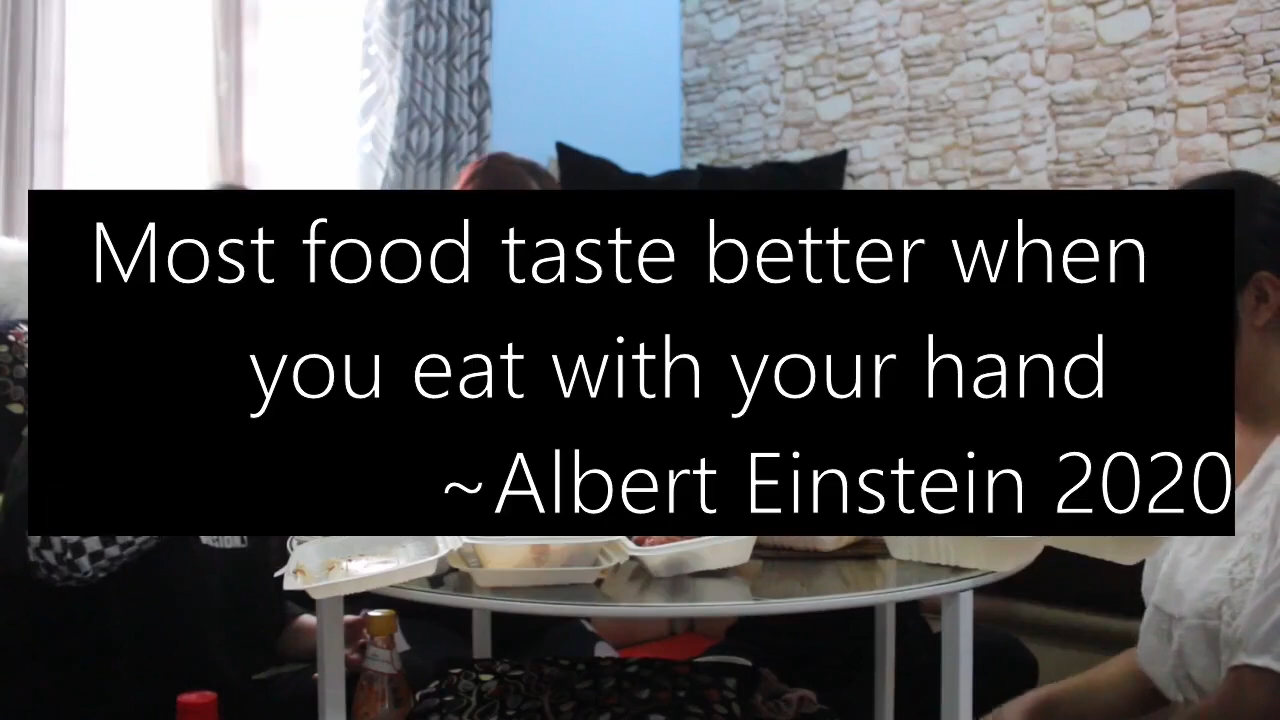 Most food taste better when
you eat with your hand
~Albert Einstein 2020